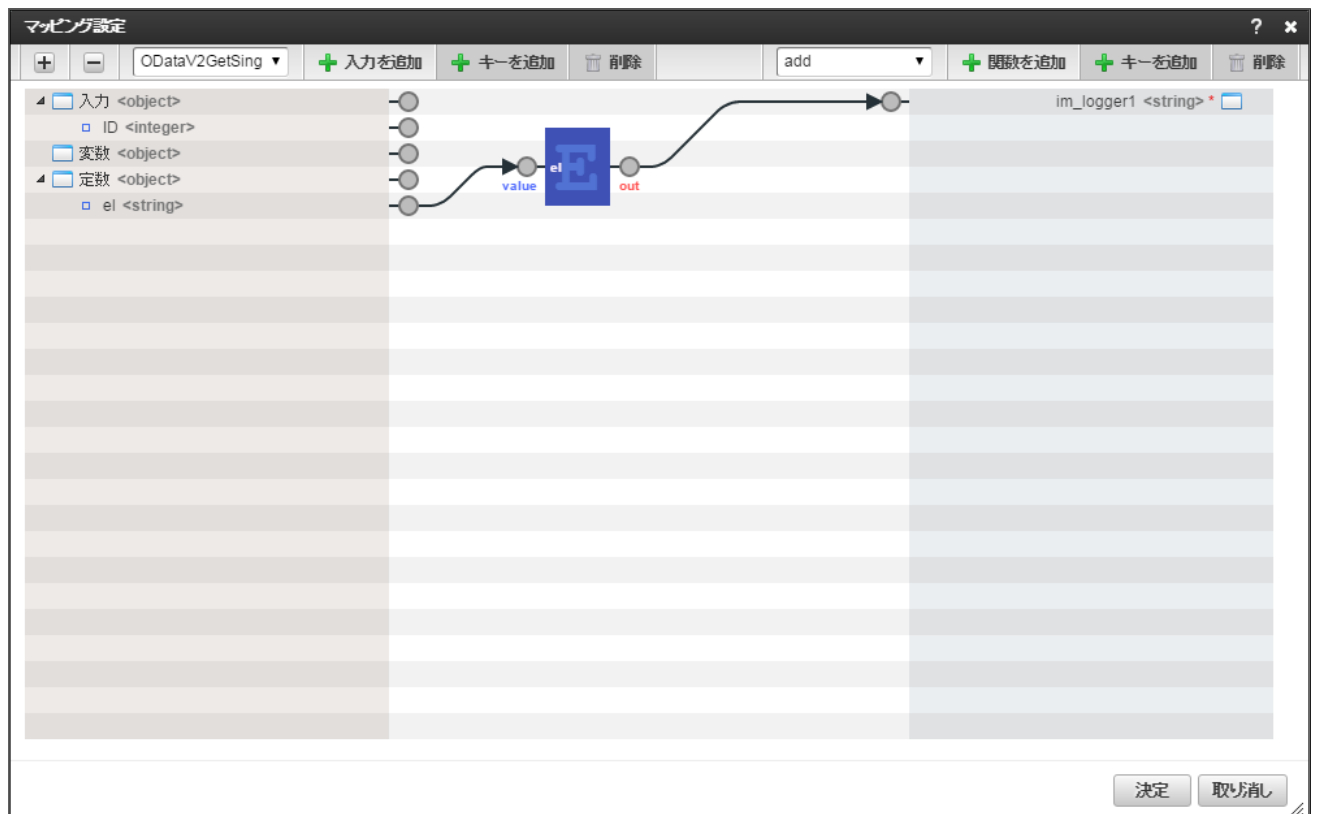 マッピング設定 ? ×
+ − ODataV2GetSing ▼ 入力を追加 キーを追加 削除 add ▼ 関数を追加 キーを追加 削除
入力 <object> im_logger1 <string> *
ID <integer>
変数 <object>
el E
定数 <object>
value out
el <string>
決定 取り消し